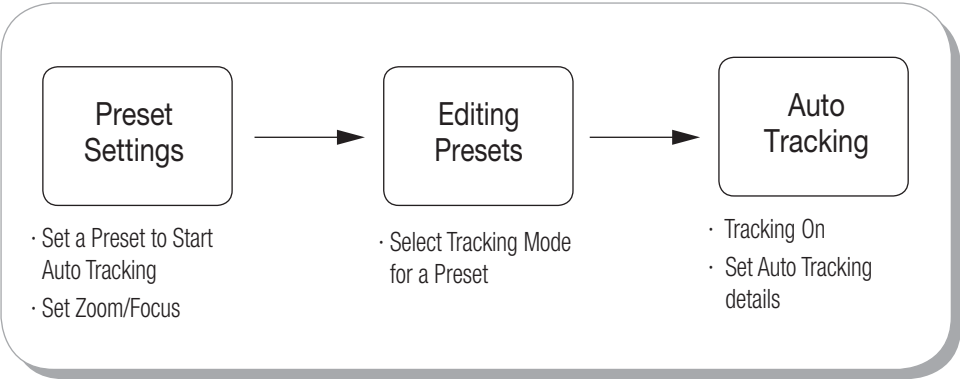 Preset
Settings
· Set a Preset to Start
Auto Tracking
· Set Zoom/Focus
Editing
Presets
· Select Tracking Mode
for a Preset
Auto
Tracking
· Tracking On
· Set Auto Tracking
details